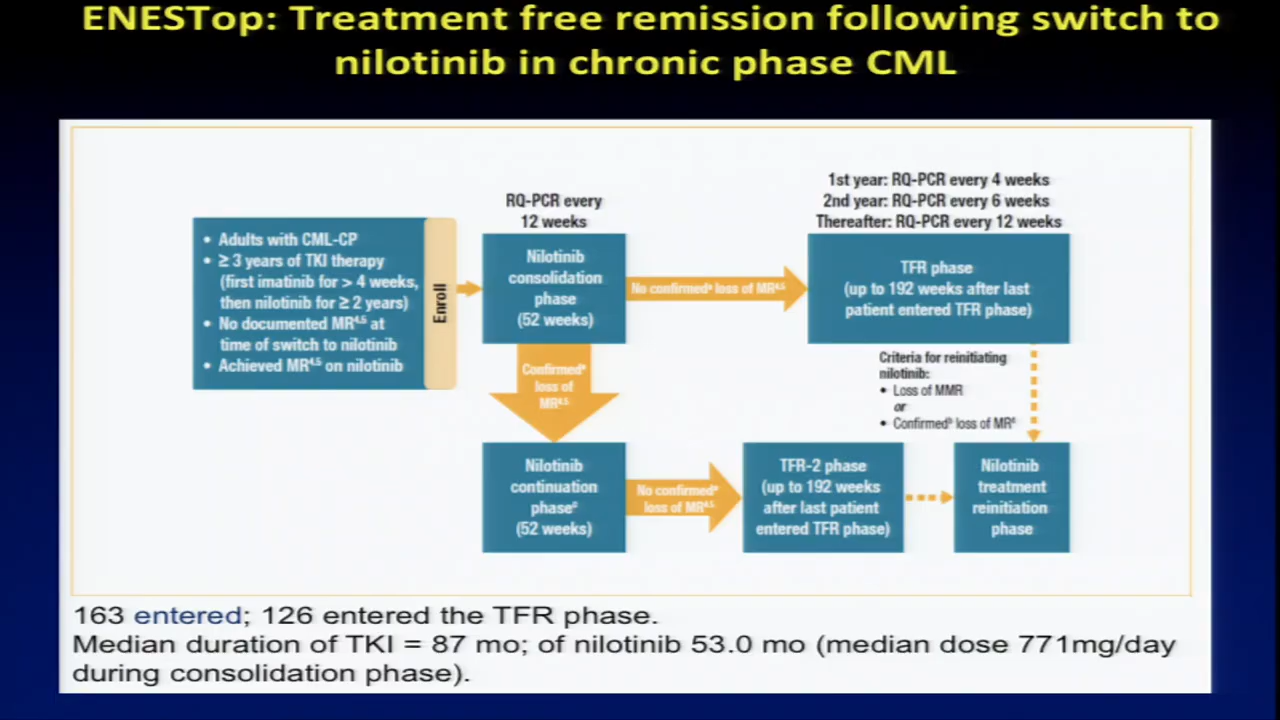 ENESTop: Treatment free remission following switch to
nilotinib in chronic phase CML
• Adults with CML-CP
• ≥ 3 years of TKI therapy
(first imatinib for > 4 weeks,
then nilotinib for ≥ 2 years)
• No documented MR4.5 at
time of switch to nilotinib
• Achieved MR4.5 on nilotinib
Enroll
RQ-PCR every
12 weeks
Nilotinib
consolidation
phase
(52 weeks)
No confirmed loss of MR4.5
1st year: RQ-PCR every 4 weeks
2nd year: RQ-PCR every 6 weeks
Thereafter: RQ-PCR every 12 weeks
TFR phase
(up to 192 weeks after last
patient entered TFR phase)
Confirmed
loss of
MR4.5
Criteria for reinitiating
nilotinib:
• Loss of MMR
or
• Confirmed loss of MR
Nilotinib
continuation
phase
(52 weeks)
No confirmed
loss of MR4.5
TFR-2 phase
(up to 192 weeks
after last patient
entered TFR phase)
Nilotinib
treatment
reinitiation
phase
163 entered; 126 entered the TFR phase.
Median duration of TKI = 87 mo; of nilotinib 53.0 mo (median dose 771mg/day
during consolidation phase).